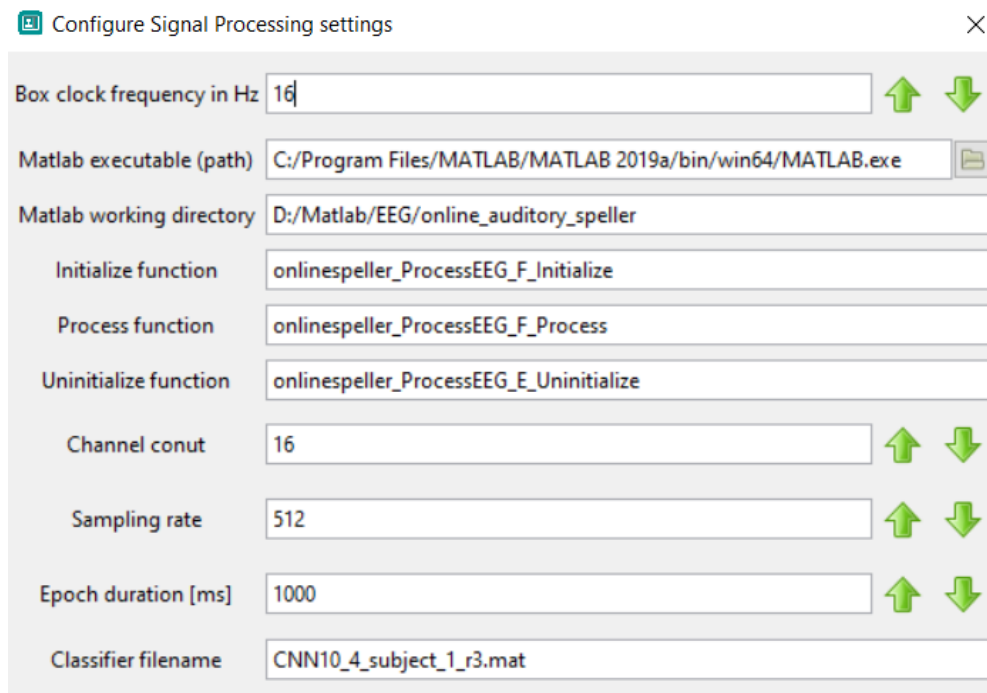 Configure Signal Processing settings
Box clock frequency in Hz 16
Matlab executable (path) C:/Program Files/MATLAB/MATLAB 2019a/bin/win64/MATLAB.exe
Matlab working directory D:/Matlab/EEG/online_auditory_speller
Initialize function onlinespeller_ProcessEEG_F_Initialize
Process function onlinespeller_ProcessEEG_F_Process
Uninitialize function onlinespeller_ProcessEEG_E_Uninitialize
Channel conut 16
Sampling rate 512
Epoch duration [ms] 1000
Classifier filename CNN10_4_subject_1_r3.mat